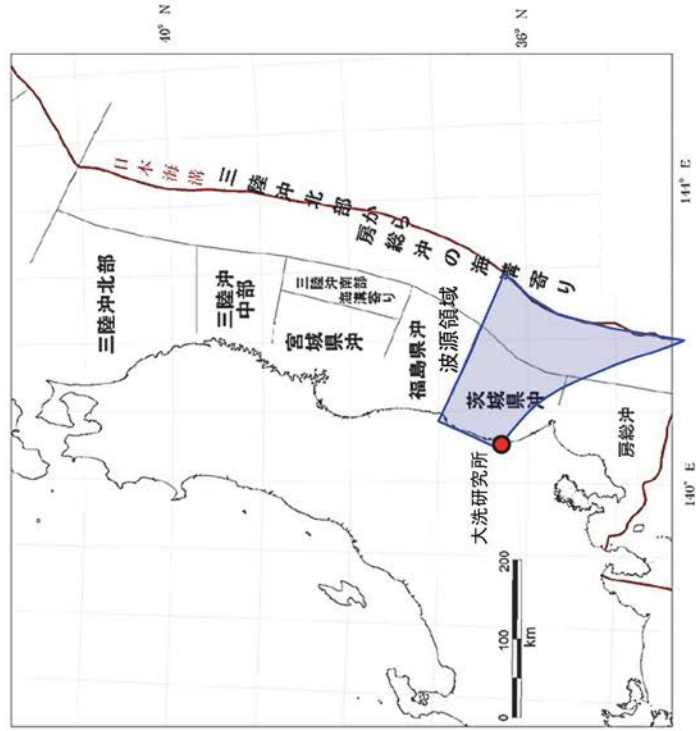 40° N
36° N
144° E
140° E
日本海溝
三陸沖北部から
房総沖の海溝寄り
三陸沖北部
三陸沖
中部
三陸沖南部
海溝寄り
宮城県沖
福島県沖
波源領域
茨城県沖
房総沖
大洗研究所
0 100 200
km